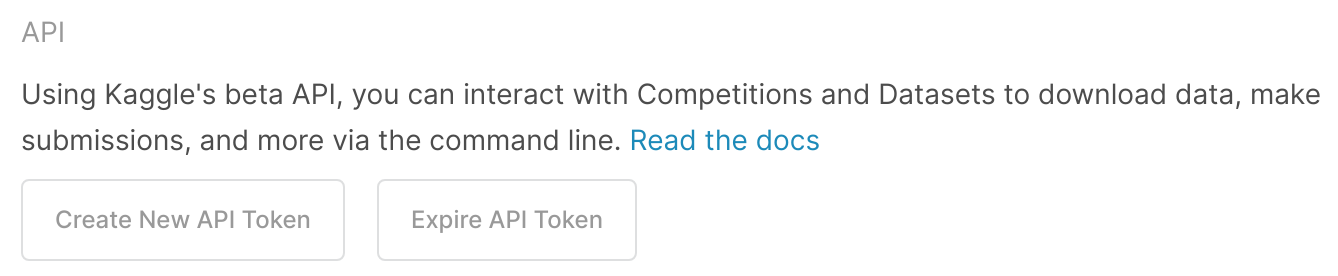 API
Using Kaggle's beta API, you can interact with Competitions and Datasets to download data, make
submissions, and more via the command line. Read the docs
Create New API Token Expire API Token